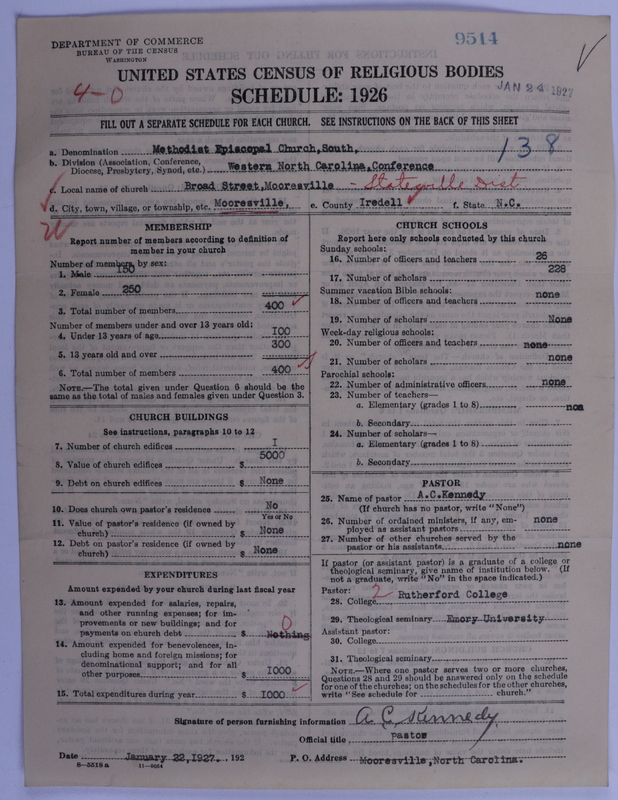 DEPARTMENT OF COMMERCE
BUREAU OF THE CENSUS
WASHINGTON
9514
4-0
UNITED STATES CENSUS OF RELIGIOUS BODIES
JAN 24 1927
SCHEDULE: 1926
FILL OUT A SEPARATE SCHEDULE FOR EACH CHURCH. SEE INSTRUCTIONS ON THE BACK OF THIS SHEET
a. Denomination Methodist Episcopal Church,South,
138
b. Division (Association, Conference, Diocese, Presbytery, Synod, etc.) Western North Carolina,Conference
c. Local name of church Broad Street,Mooresville - Statesville Dist
d. City, town, village, or township, etc. Mooresville, e. County Iredell f. State N.C.
MEMBERSHIP
Report number of members according to definition of
member in your church
Number of members, by sex:
1. Male 150
2. Female 250
3. Total number of members 400
Number of members under and over 13 years old:
4. Under 13 years of age 100
5. 13 years old and over 300
6. Total number of members 400
NOTE.—The total given under Question 6 should be the
same as the total of males and females given under Question 3.
CHURCH BUILDINGS
See instructions, paragraphs 10 to 12
7. Number of church edifices I
8. Value of church edifices $ 5000
9. Debt on church edifices $ None
10. Does church own pastor's residence No
Yes or No
11. Value of pastor's residence (if owned by
church) $ None
12. Debt on pastor's residence (if owned by
church) $ None
EXPENDITURES
Amount expended by your church during last fiscal year
13. Amount expended for salaries, repairs,
and other running expenses; for im-
provements or new buildings; and for
payments on church debt $ Nothing
0
14. Amount expended for benevolences, in-
cluding home and foreign missions; for
denominational support; and for all
other purposes $ 1000
15. Total expenditures during year $ 1000
CHURCH SCHOOLS
Report here only schools conducted by this church
Sunday schools:
16. Number of officers and teachers 26
17. Number of scholars 228
Summer vacation Bible schools:
18. Number of officers and teachers none
19. Number of scholars None
Week-day religious schools:
20. Number of officers and teachers none
21. Number of scholars none
Parochial schools:
22. Number of administrative officers none
23. Number of teachers—
a. Elementary (grades 1 to 8) non
b. Secondary
24. Number of scholars—
a. Elementary (grades 1 to 8)
b. Secondary
PASTOR
25. Name of pastor A.C.Kennedy
(If church has no pastor, write "None")
26. Number of ordained ministers, if any, em-
ployed as assistant pastors none
27. Number of other churches served by the
pastor or his assistants none
If pastor (or assistant pastor) is a graduate of a college or
theological seminary, give name of institution below. (If
not a graduate, write "No" in the space indicated.)
Pastor:
28. College 2 Rutherford College
29. Theological seminary Emory University
Assistant pastor:
30. College
31. Theological seminary
NOTE.—Where one pastor serves two or more churches,
Questions 28 and 29 should be answered only on the schedule
for one of the churches; on the schedules for the other churches,
write "See schedule for church."
Signature of person furnishing information A C Kennedy
Official title pastor
Date January 22,1927. , 192
P. O. Address Mooresville,North Carolina.
8—5518 a 11—9054